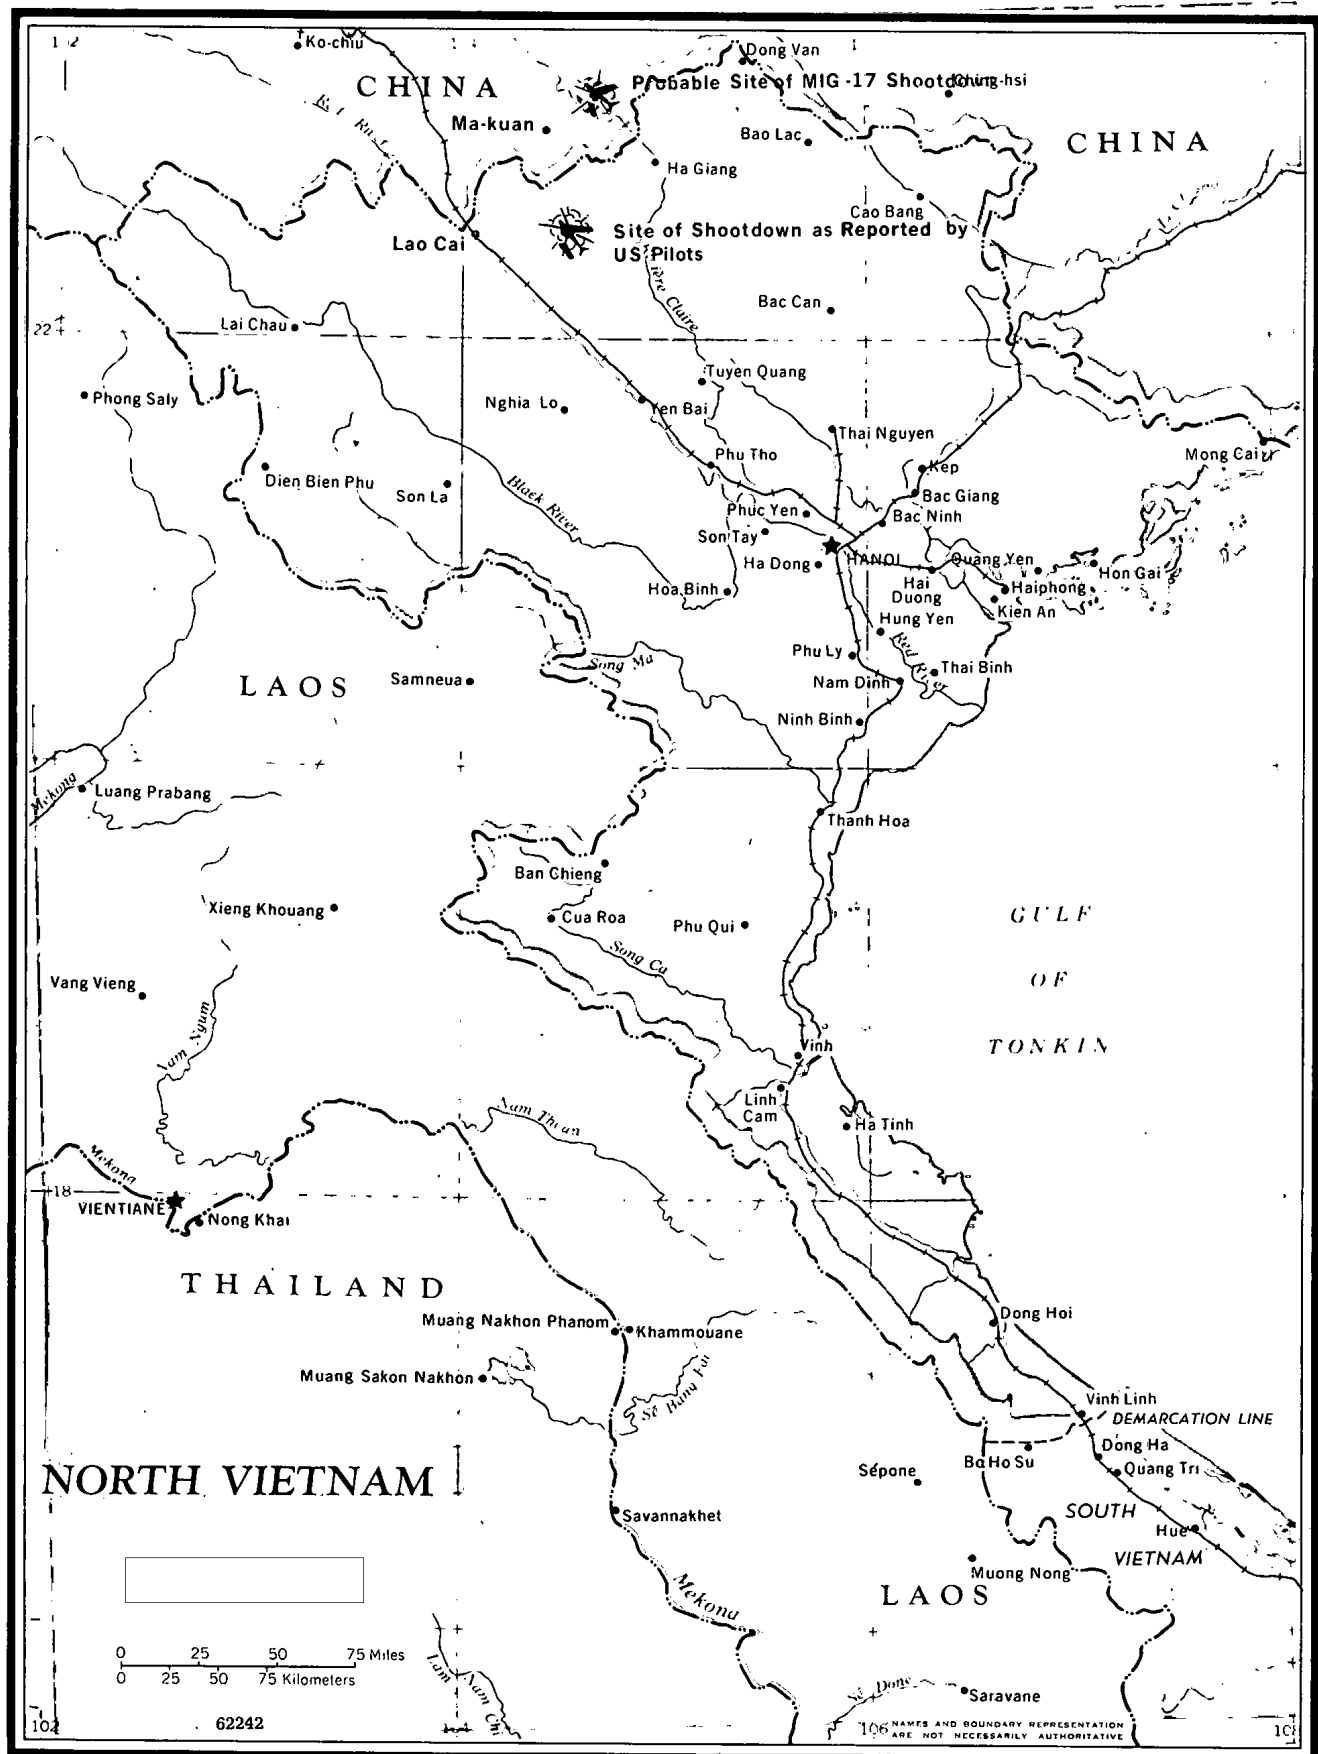 Ko-chiu
Dong Van
CHINA
Probable Site of MIG-17 Shootdown
Ma-kuan
Bao Lac
CHINA
Ha Giang
Cao Bang
Lao Cai
Site of Shootdown as Reported by
US Pilots
Bac Can
Lai Chau
22
Tuyen Quang
Phong Saly
Nghia Lo
Yen Bai
Thai Nguyen
Phu Tho
Kep
Mong Cai
Dien Bien Phu
Son La
Black River
Bac Giang
Phuc Yen
Bac Ninh
Son Tay
Ha Dong
HANOI
Quang Yen
Hon Gai
Hoa Binh
Hai
Duong
Haiphong
Kien An
Hung Yen
Red River
Phu Ly
Song Ma
Thai Binh
LAOS
Samneua
Nam Dinh
Ninh Binh
Mekong
Luang Prabang
Thanh Hoa
Ban Chieng
Xieng Khouang
Cua Roa
Phu Qui
GULF
Song Ca
OF
Vang Vieng
Nam Ngum
TONKIN
Vinh
Linh
Cam
Ha Tinh
Mekong
18
VIENTIANE
Nong Khai
THAILAND
Muang Nakhon Phanom
Khammouane
Dong Hoi
Muang Sakon Nakhon
Vinh Linh
DEMARCATION LINE
Dong Ha
NORTH VIETNAM
Sepone
Ba Ho Su
Quang Tri
Savannakhet
SOUTH
Hue
VIETNAM
Muong Nong
Mekong
LAOS
0 25 50 75 Miles
0 25 50 75 Kilometers
Nam Chi
Se Done
Saravane
102
62242
106
NAMES AND BOUNDARY REPRESENTATION
ARE NOT NECESSARILY AUTHORITATIVE